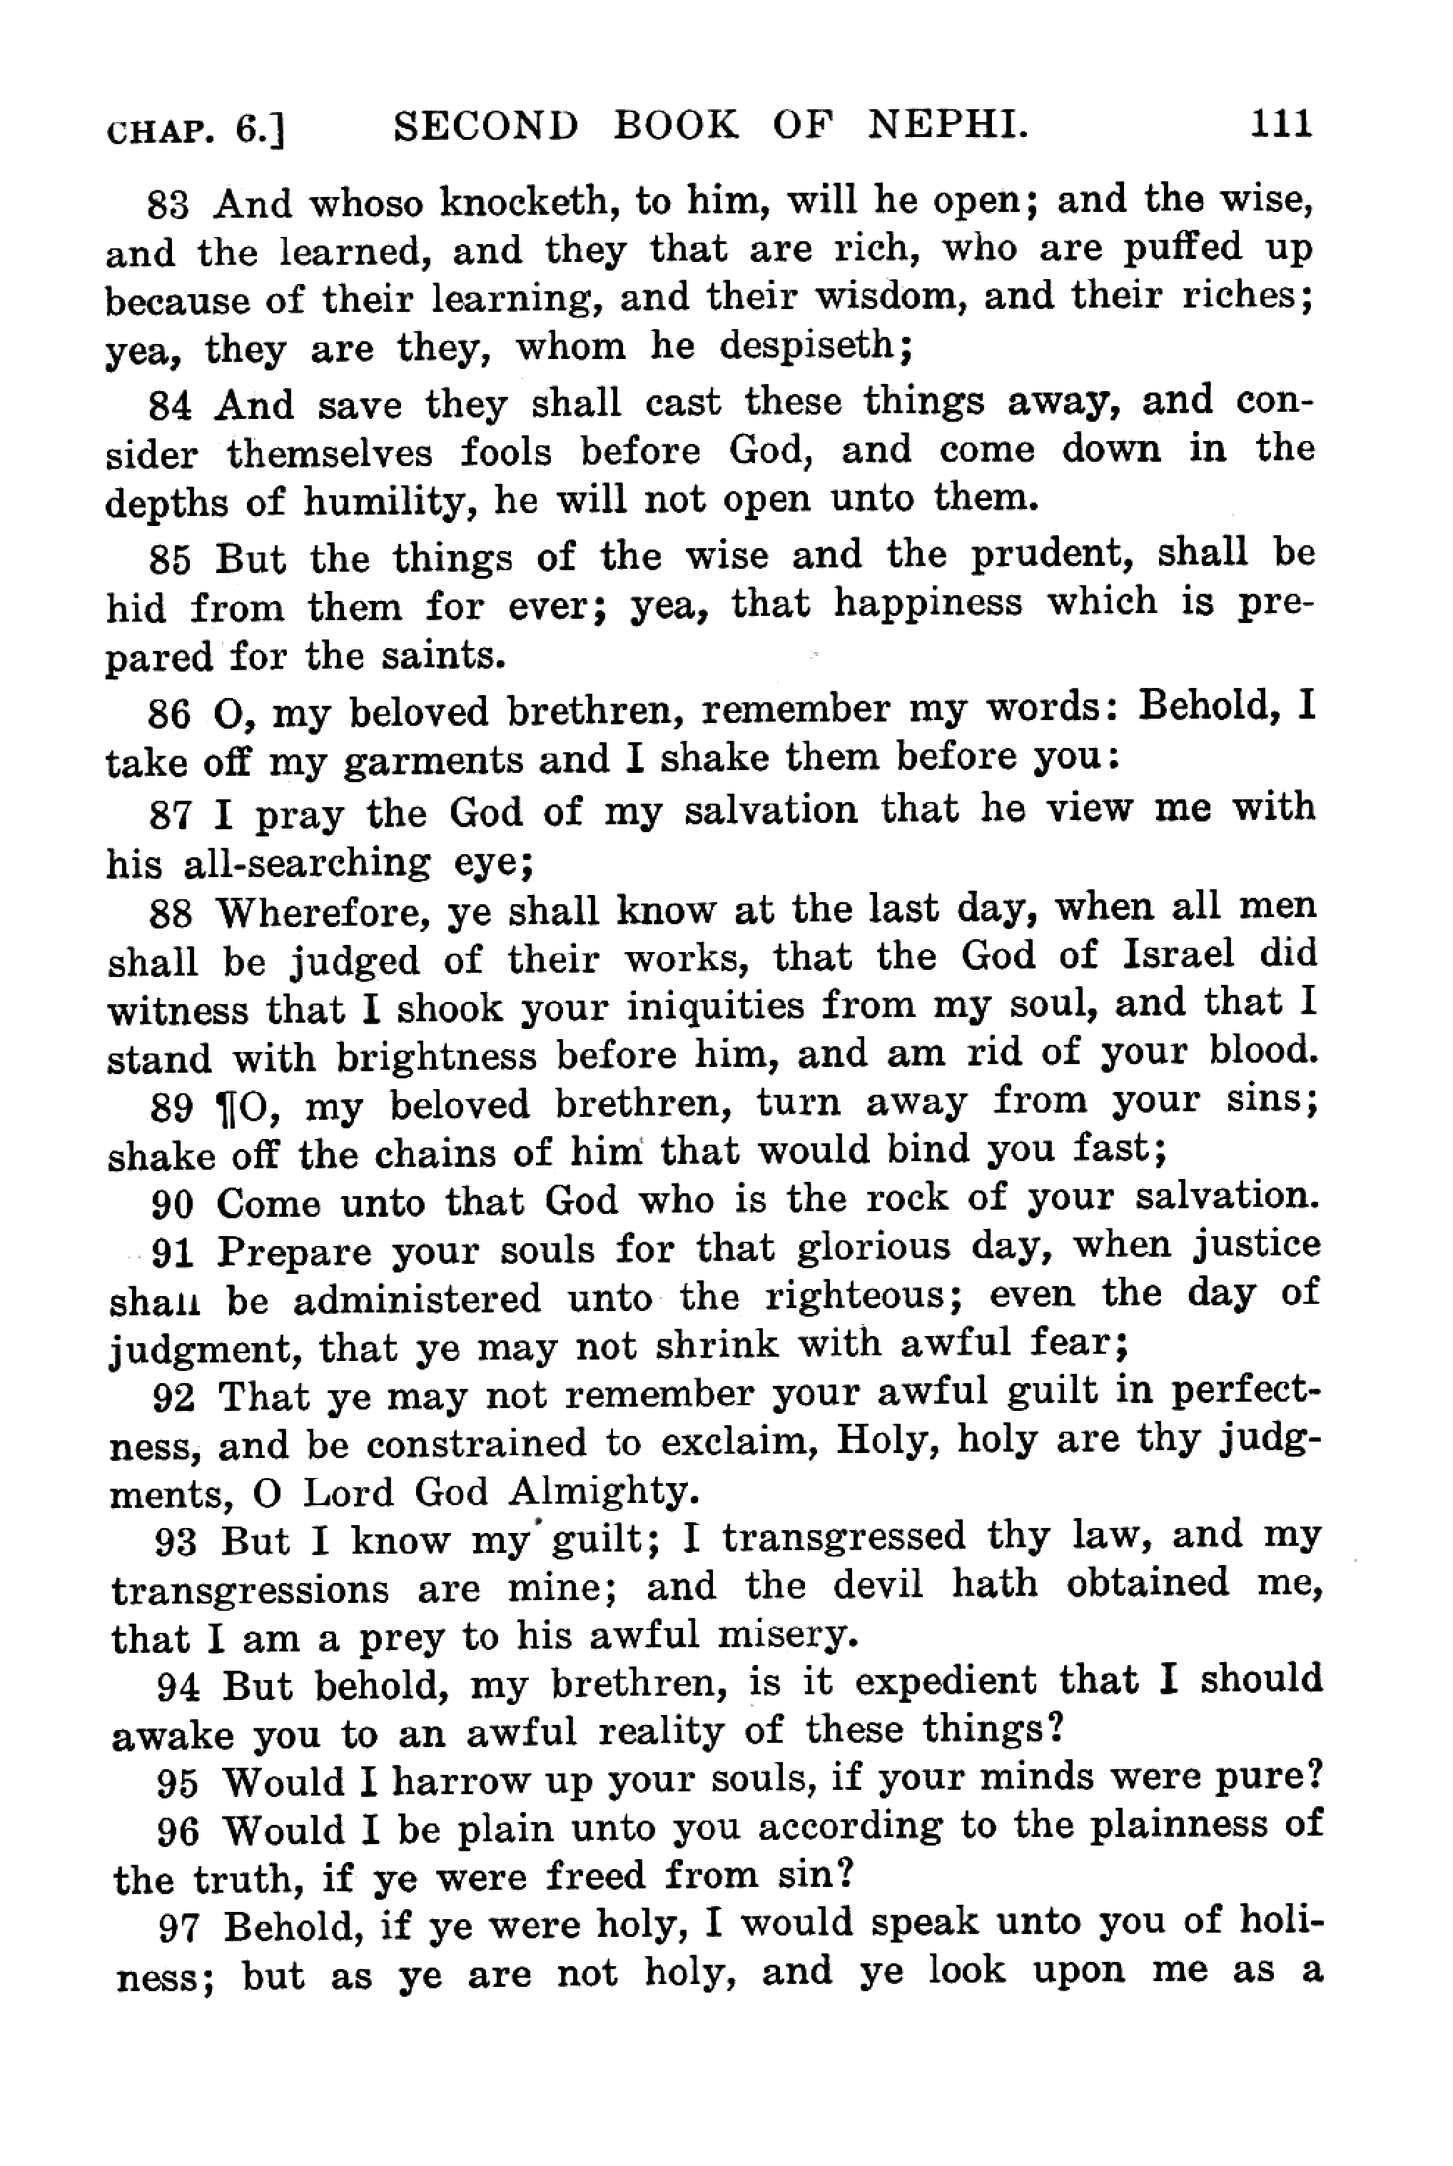 CHAP. 6.] SECOND BOOK OF NEPHI. 111
83 And whoso knocketh, to him, will he open; and the wise,
and the learned, and they that are rich, who are puffed up
because of their learning, and their wisdom, and their riches;
yea, they are they, whom he despiseth;
84 And save they shall cast these things away, and con-
sider themselves fools before God, and come down in the
depths of humility, he will not open unto them.
85 But the things of the wise and the prudent, shall be
hid from them for ever; yea, that happiness which is pre-
pared for the saints.
86 O, my beloved brethren, remember my words: Behold, I
take off my garments and I shake them before you:
87 I pray the God of my salvation that he view me with
his all-searching eye;
88 Wherefore, ye shall know at the last day, when all men
shall be judged of their works, that the God of Israel did
witness that I shook your iniquities from my soul, and that I
stand with brightness before him, and am rid of your blood.
89 ¶O, my beloved brethren, turn away from your sins;
shake off the chains of him that would bind you fast;
90 Come unto that God who is the rock of your salvation.
91 Prepare your souls for that glorious day, when justice
shall be administered unto the righteous; even the day of
judgment, that ye may not shrink with awful fear;
92 That ye may not remember your awful guilt in perfect-
ness, and be constrained to exclaim, Holy, holy are thy judg-
ments, O Lord God Almighty.
93 But I know my guilt; I transgressed thy law, and my
transgressions are mine; and the devil hath obtained me,
that I am a prey to his awful misery.
94 But behold, my brethren, is it expedient that I should
awake you to an awful reality of these things?
95 Would I harrow up your souls, if your minds were pure?
96 Would I be plain unto you according to the plainness of
the truth, if ye were freed from sin?
97 Behold, if ye were holy, I would speak unto you of holi-
ness; but as ye are not holy, and ye look upon me as a